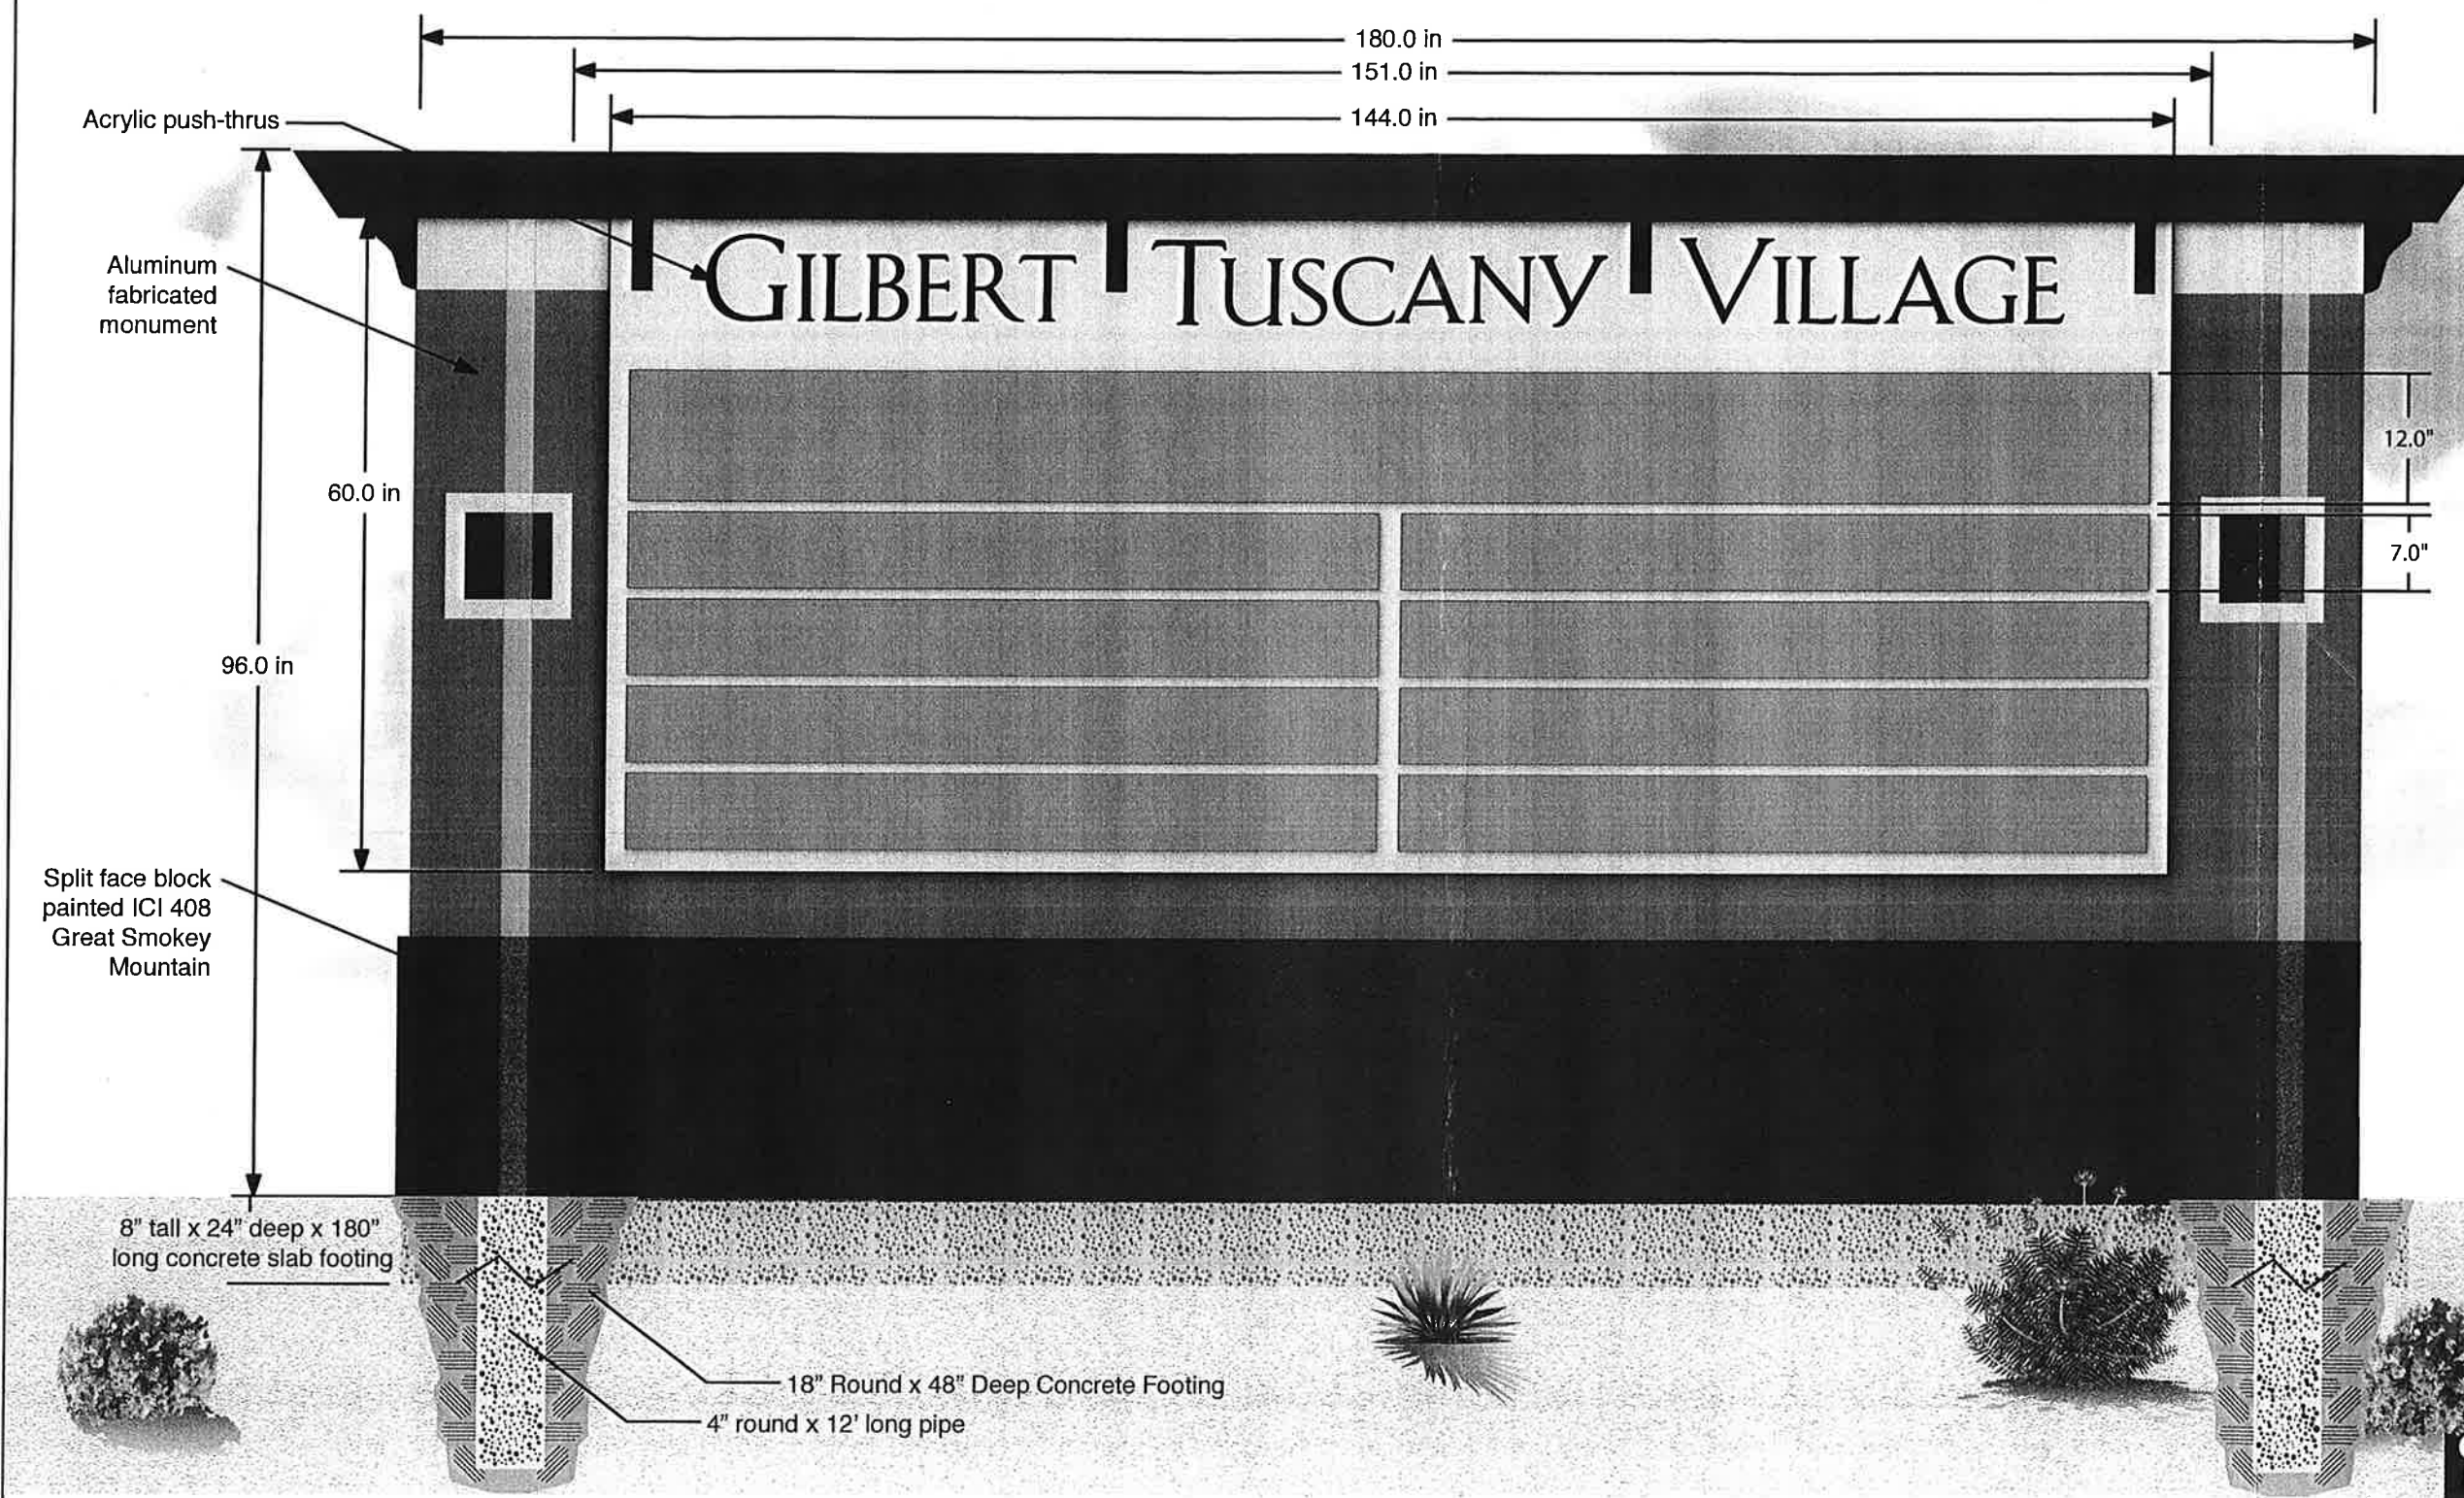 180.0 in
151.0 in
144.0 in
Acrylic push-thrus
GILBERT TUSCANY VILLAGE
Aluminum
fabricated
monument
12.0"
60.0 in
7.0"
96.0 in
Split face block
painted ICI 408
Great Smokey
Mountain
8" tall x 24" deep x 180"
long concrete slab footing
18" Round x 48" Deep Concrete Footing
4" round x 12' long pipe